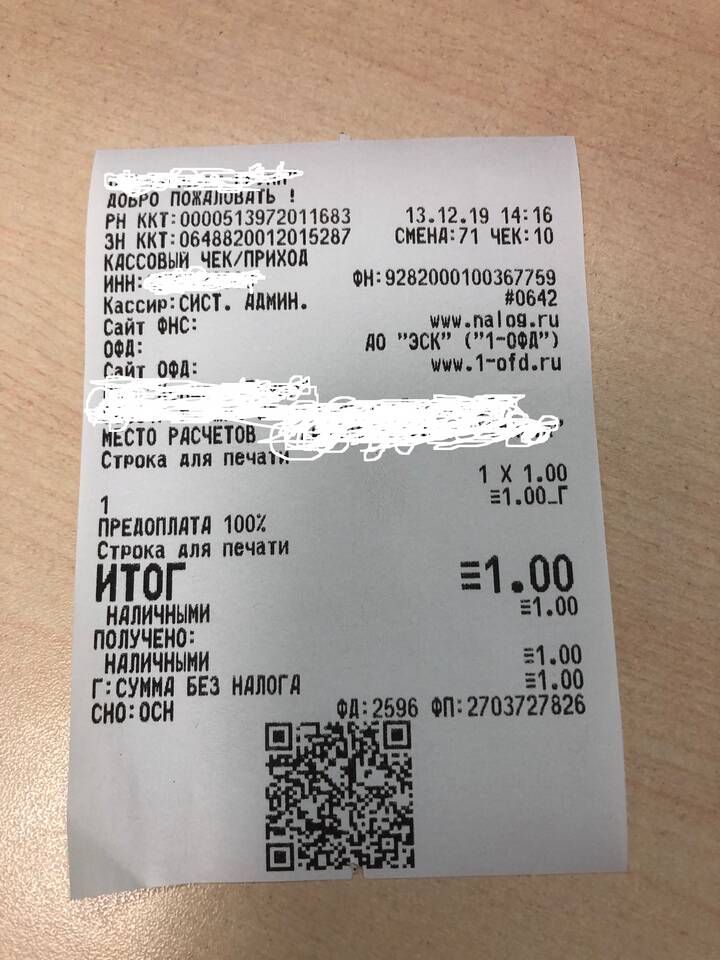 ДОБРО ПОЖАЛОВАТЬ !
РН ККТ:0000513972011683 13.12.19 14:16
ЗН ККТ:0648820012015287 СМЕНА:71 ЧЕК:10
КАССОВЫЙ ЧЕК/ПРИХОД
ИНН: ФН:9282000100367759
Кассир:СИСТ. АДМИН. #0642
Сайт ФНС: www.nalog.ru
ОФД: АО "ЭСК" ("1-ОФД")
Сайт ОФД: www.1-ofd.ru
МЕСТО РАСЧЕТОВ
Строка для печати
1 X 1.00
1 ≡1.00_Г
ПРЕДОПЛАТА 100%
Строка для печати
ИТОГ ≡1.00
НАЛИЧНЫМИ ≡1.00
ПОЛУЧЕНО:
НАЛИЧНЫМИ ≡1.00
Г:СУММА БЕЗ НАЛОГА ≡1.00
СНО:ОСН ФД:2596 ФП:2703727826